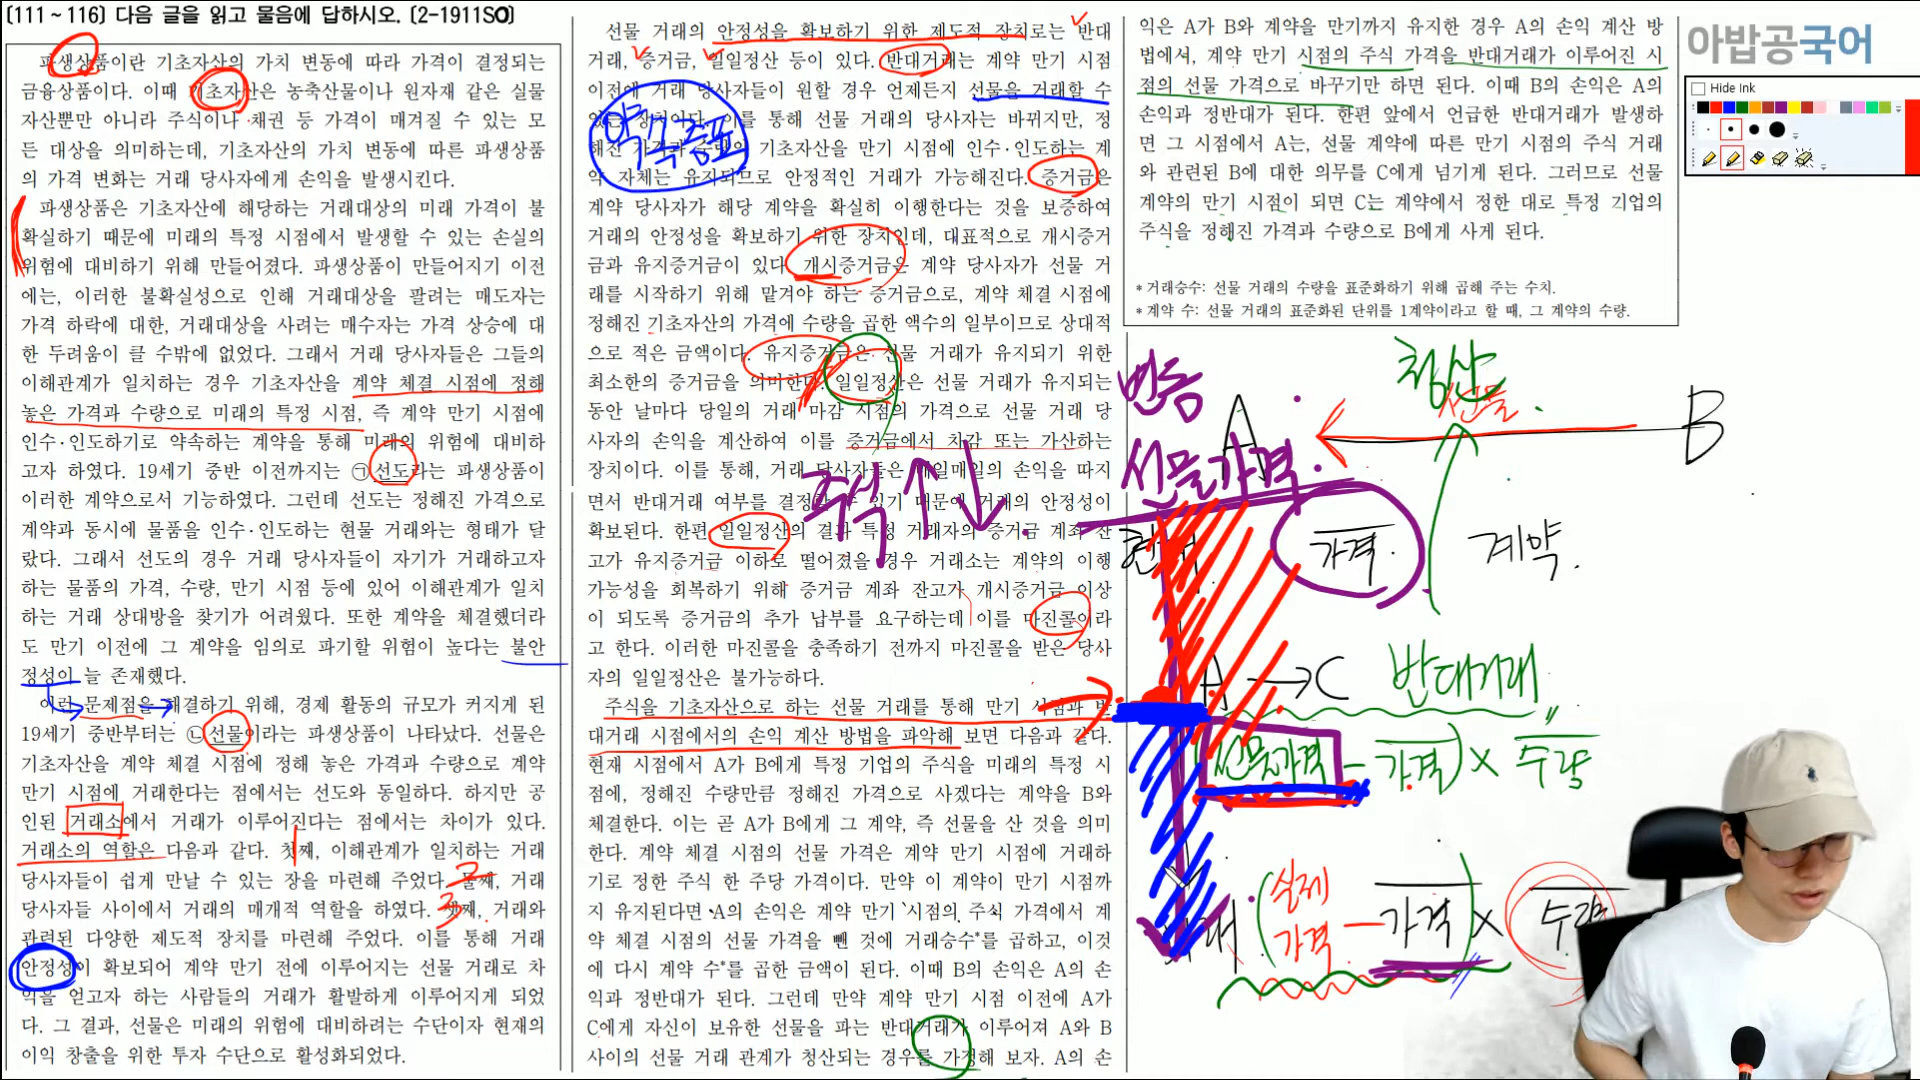 [111～116] 다음 글을 읽고 물음에 답하시오. [2-1911SO]
파생상품이란 기초자산의 가치 변동에 따라 가격이 결정되는
금융상품이다. 이때 기초자산은 농축산물이나 원자재 같은 실물
자산뿐만 아니라 주식이나 채권 등 가격이 매겨질 수 있는 모
든 대상을 의미하는데, 기초자산의 가치 변동에 따른 파생상품
의 가격 변화는 거래 당사자에게 손익을 발생시킨다.
파생상품은 기초자산에 해당하는 거래대상의 미래 가격이 불
확실하기 때문에 미래의 특정 시점에서 발생할 수 있는 손실의
위험에 대비하기 위해 만들어졌다. 파생상품이 만들어지기 이전
에는, 이러한 불확실성으로 인해 거래대상을 팔려는 매도자는
가격 하락에 대한, 거래대상을 사려는 매수자는 가격 상승에 대
한 두려움이 클 수밖에 없었다. 그래서 거래 당사자들은 그들의
이해관계가 일치하는 경우 기초자산을 계약 체결 시점에 정해
놓은 가격과 수량으로 미래의 특정 시점, 즉 계약 만기 시점에
인수·인도하기로 약속하는 계약을 통해 미래의 위험에 대비하
고자 하였다. 19세기 중반 이전까지는 ㉠선도라는 파생상품이
이러한 계약으로서 기능하였다. 그런데 선도는 정해진 가격으로
계약과 동시에 물품을 인수·인도하는 현물 거래와는 형태가 달
랐다. 그래서 선도의 경우 거래 당사자들이 자기가 거래하고자
하는 물품의 가격, 수량, 만기 시점 등에 있어 이해관계가 일치
하는 거래 상대방을 찾기가 어려웠다. 또한 계약을 체결했더라
도 만기 이전에 그 계약을 임의로 파기할 위험이 높다는 불안
정성이 늘 존재했다.
이런 문제점을 해결하기 위해, 경제 활동의 규모가 커지게 된
19세기 중반부터는 ㉡선물이라는 파생상품이 나타났다. 선물은
기초자산을 계약 체결 시점에 정해 놓은 가격과 수량으로 계약
만기 시점에 거래한다는 점에서는 선도와 동일하다. 하지만 공
인된 거래소에서 거래가 이루어진다는 점에서는 차이가 있다.
거래소의 역할은 다음과 같다. 첫째, 이해관계가 일치하는 거래
당사자들이 쉽게 만날 수 있는 장을 마련해 주었다. 둘째, 거래
당사자들 사이에서 거래의 매개적 역할을 하였다. 셋째, 거래와
관련된 다양한 제도적 장치를 마련해 주었다. 이를 통해 거래
안정성이 확보되어 계약 만기 전에 이루어지는 선물 거래로 차
익을 얻고자 하는 사람들의 거래가 활발하게 이루어지게 되었
다. 그 결과, 선물은 미래의 위험에 대비하려는 수단이자 현재의
이익 창출을 위한 투자 수단으로 활성화되었다.
1
2
3
선물 거래의 안정성을 확보하기 위한 제도적 장치로는 반대
거래, 증거금, 일일정산 등이 있다. 반대거래는 계약 만기 시점
이전에 거래 당사자들이 원할 경우 언제든지 선물을 거래할 수
있는 장치이다. 이를 통해 선물 거래의 당사자는 바뀌지만, 정
해진 가격과 수량의 기초자산을 만기 시점에 인수·인도하는 계
약 자체는 유지되므로 안정적인 거래가 가능해진다. 증거금은
계약 당사자가 해당 계약을 확실히 이행한다는 것을 보증하여
거래의 안정성을 확보하기 위한 장치인데, 대표적으로 개시증거
금과 유지증거금이 있다. 개시증거금은 계약 당사자가 선물 거
래를 시작하기 위해 맡겨야 하는 증거금으로, 계약 체결 시점에
정해진 기초자산의 가격에 수량을 곱한 액수의 일부이므로 상대적
으로 적은 금액이다. 유지증거금은 선물 거래가 유지되기 위한
최소한의 증거금을 의미한다. 일일정산은 선물 거래가 유지되는
동안 날마다 당일의 거래 마감 시점의 가격으로 선물 거래 당
사자의 손익을 계산하여 이를 증거금에서 차감 또는 가산하는
장치이다. 이를 통해, 거래 당사자들은 매일매일의 손익을 따지
면서 반대거래 여부를 결정할 수 있기 때문에 거래의 안정성이
확보된다. 한편 일일정산의 결과 특정 거래자의 증거금 계좌 잔
고가 유지증거금 이하로 떨어졌을 경우 거래소는 계약의 이행
가능성을 회복하기 위해 증거금 계좌 잔고가 개시증거금 이상
이 되도록 증거금의 추가 납부를 요구하는데 이를 마진콜이라
고 한다. 이러한 마진콜을 충족하기 전까지 마진콜을 받은 당사
자의 일일정산은 불가능하다.
주식을 기초자산으로 하는 선물 거래를 통해 만기 시점과 반
대거래 시점에서의 손익 계산 방법을 파악해 보면 다음과 같다.
현재 시점에서 A가 B에게 특정 기업의 주식을 미래의 특정 시
점에, 정해진 수량만큼 정해진 가격으로 사겠다는 계약을 B와
체결한다. 이는 곧 A가 B에게 그 계약, 즉 선물을 산 것을 의미
한다. 계약 체결 시점의 선물 가격은 계약 만기 시점에 거래하
기로 정한 주식 한 주당 가격이다. 만약 이 계약이 만기 시점까
지 유지된다면 A의 손익은 계약 만기 시점의 주식 가격에서 계
약 체결 시점의 선물 가격을 뺀 것에 거래승수*를 곱하고, 이것
에 다시 계약 수*를 곱한 금액이 된다. 이때 B의 손익은 A의 손
익과 정반대가 된다. 그런데 만약 계약 만기 시점 이전에 A가
C에게 자신이 보유한 선물을 파는 반대거래가 이루어져 A와 B
사이의 선물 거래 관계가 청산되는 경우를 가정해 보자. A의 손
약속증표
주식 ↑↓
익은 A가 B와 계약을 만기까지 유지한 경우 A의 손익 계산 방
법에서, 계약 만기 시점의 주식 가격을 반대거래가 이루어진 시
점의 선물 가격으로 바꾸기만 하면 된다. 이때 B의 손익은 A의
손익과 정반대가 된다. 한편 앞에서 언급한 반대거래가 발생하
면 그 시점에서 A는, 선물 계약에 따른 만기 시점의 주식 거래
와 관련된 B에 대한 의무를 C에게 넘기게 된다. 그러므로 선물
계약의 만기 시점이 되면 C는 계약에서 정한 대로 특정 기업의
주식을 정해진 가격과 수량으로 B에게 사게 된다.
* 거래승수: 선물 거래의 수량을 표준화하기 위해 곱해 주는 수치.
* 계약 수: 선물 거래의 표준화된 단위를 1계약이라고 할 때, 그 계약의 수량.
청산
변동
선물
A
B
선물가격
가격
계약
A → C 반대거래
(선물가격 - 가격) × 수량
(실제 가격 - 가격) × 수량
아밥공국어
Hide Ink